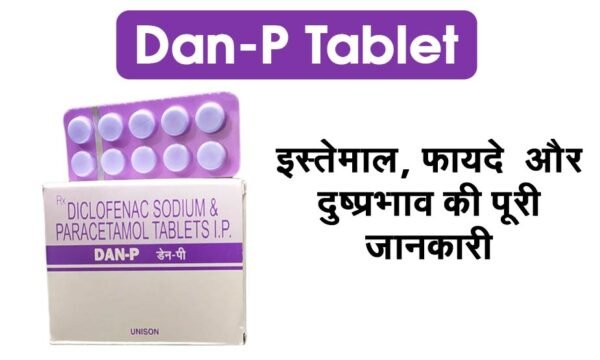 Dan-P Tablet
Rx DICLOFENAC SODIUM &
PARACETAMOL TABLETS I.P.
DAN-P डेन-पी
UNISON
इस्तेमाल, फायदे और
दुष्प्रभाव की पूरी
जानकारी